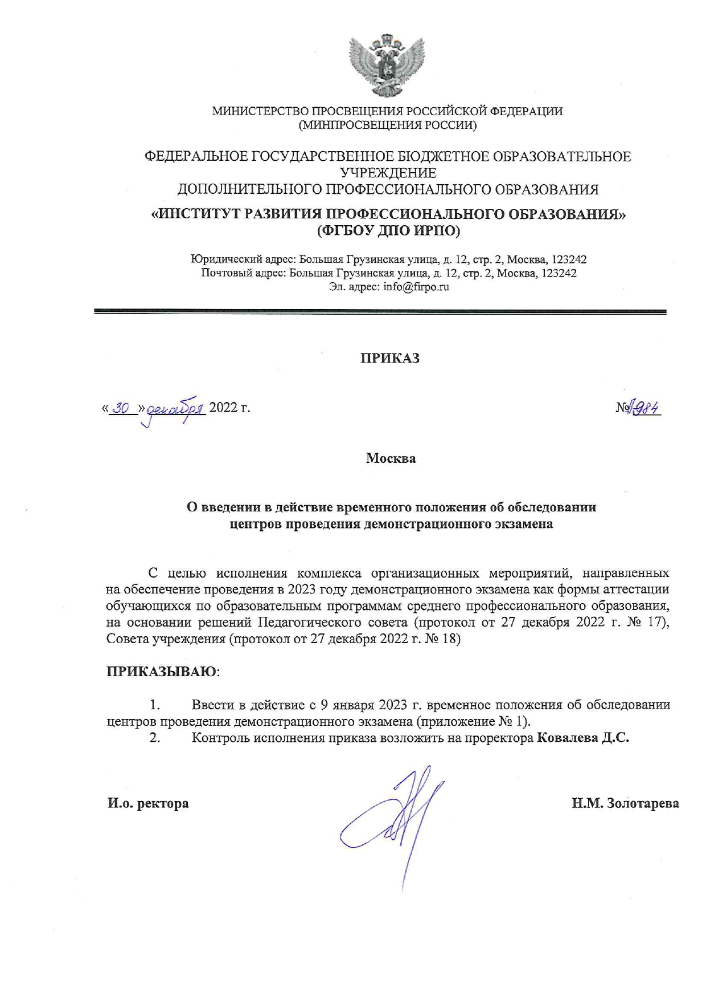 МИНИСТЕРСТВО ПРОСВЕЩЕНИЯ РОССИЙСКОЙ ФЕДЕРАЦИИ
(МИНПРОСВЕЩЕНИЯ РОССИИ)
ФЕДЕРАЛЬНОЕ ГОСУДАРСТВЕННОЕ БЮДЖЕТНОЕ ОБРАЗОВАТЕЛЬНОЕ
УЧРЕЖДЕНИЕ
ДОПОЛНИТЕЛЬНОГО ПРОФЕССИОНАЛЬНОГО ОБРАЗОВАНИЯ
«ИНСТИТУТ РАЗВИТИЯ ПРОФЕССИОНАЛЬНОГО ОБРАЗОВАНИЯ»
(ФГБОУ ДПО ИРПО)
Юридический адрес: Большая Грузинская улица, д. 12, стр. 2, Москва, 123242
Почтовый адрес: Большая Грузинская улица, д. 12, стр. 2, Москва, 123242
Эл. адрес: info@firpo.ru
ПРИКАЗ
« 30 » декабря 2022 г. №
Москва
О введении в действие временного положения об обследовании
центров проведения демонстрационного экзамена
С целью исполнения комплекса организационных мероприятий, направленных
на обеспечение проведения в 2023 году демонстрационного экзамена как формы аттестации
обучающихся по образовательным программам среднего профессионального образования,
на основании решений Педагогического совета (протокол от 27 декабря 2022 г. № 17),
Совета учреждения (протокол от 27 декабря 2022 г. № 18)
ПРИКАЗЫВАЮ:
1. Ввести в действие с 9 января 2023 г. временное положения об обследовании
центров проведения демонстрационного экзамена (приложение № 1).
2. Контроль исполнения приказа возложить на проректора Ковалева Д.С.
И.о. ректора Н.М. Золотарева